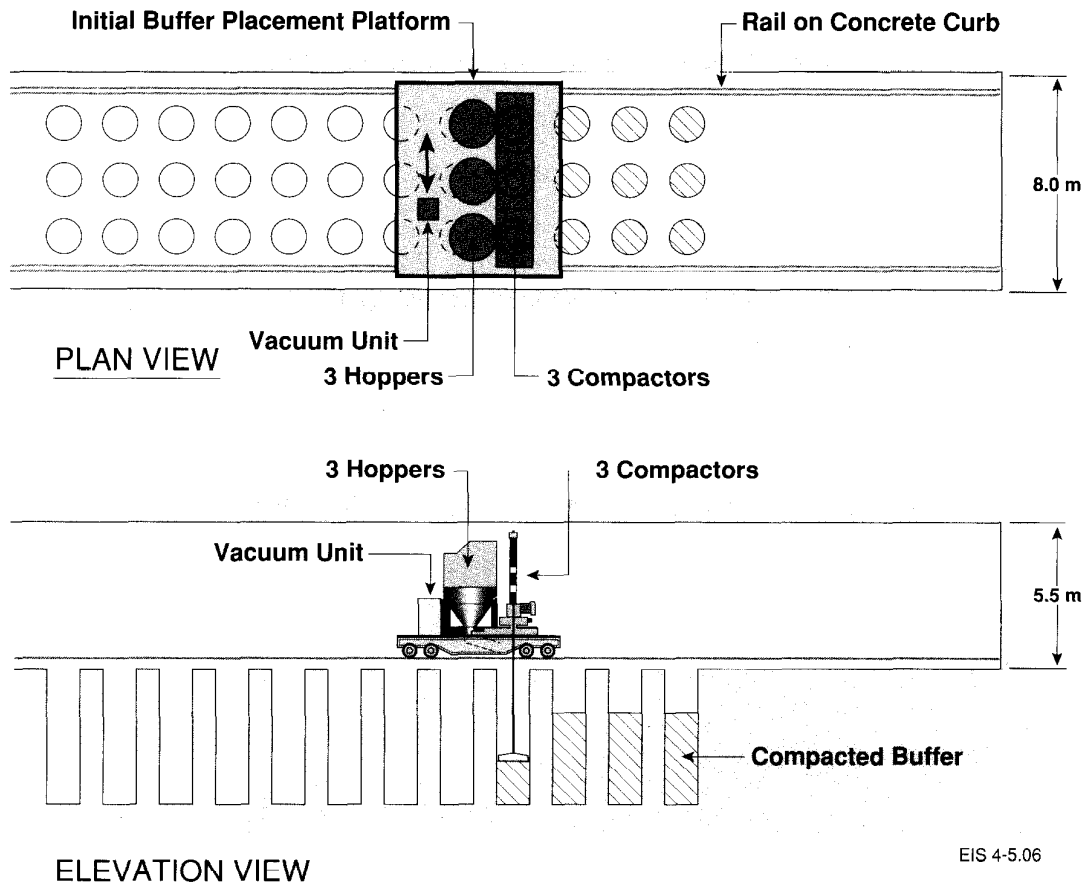 Initial Buffer Placement Platform
Rail on Concrete Curb
8.0 m
Vacuum Unit
PLAN VIEW
3 Hoppers
3 Compactors
3 Hoppers
3 Compactors
Vacuum Unit
5.5 m
Compacted Buffer
EIS 4-5.06
ELEVATION VIEW